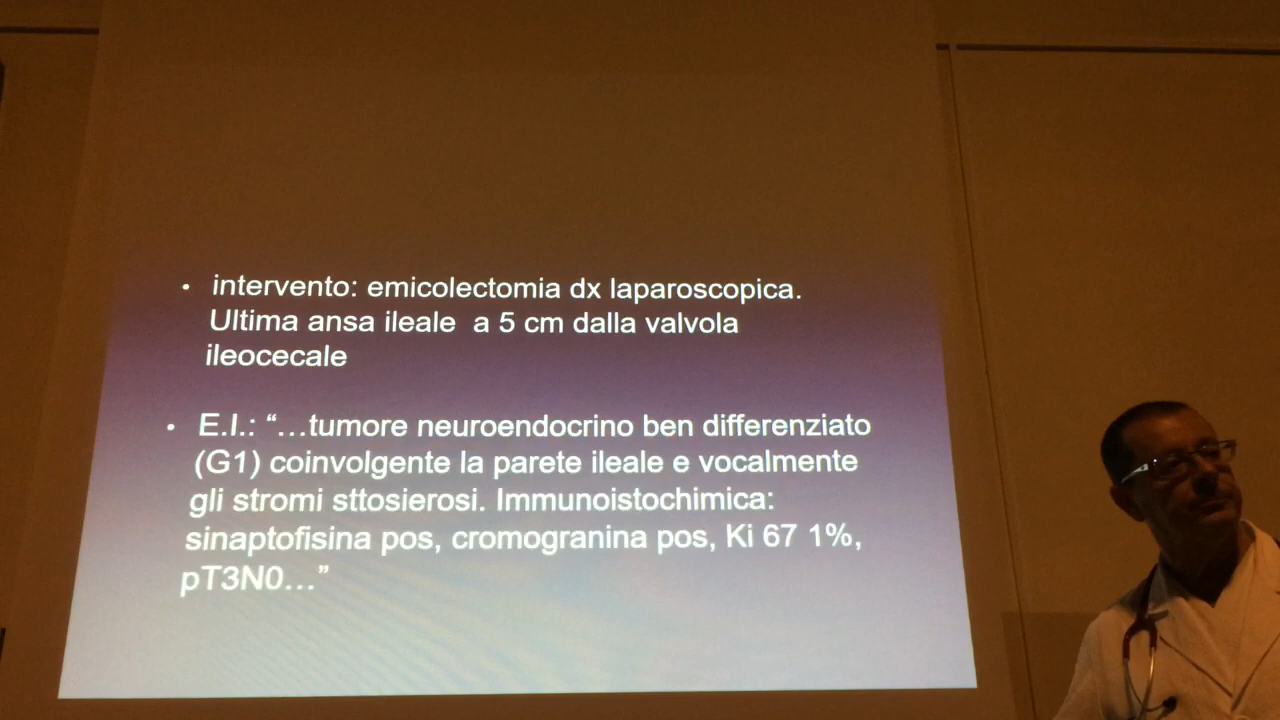 • intervento: emicolectomia dx laparoscopica.
Ultima ansa ileale a 5 cm dalla valvola
ileocecale
• E.I.: “…tumore neuroendocrino ben differenziato
(G1) coinvolgente la parete ileale e vocalmente
gli stromi sttosierosi. Immunoistochimica:
sinaptofisina pos, cromogranina pos, Ki 67 1%,
pT3N0…”